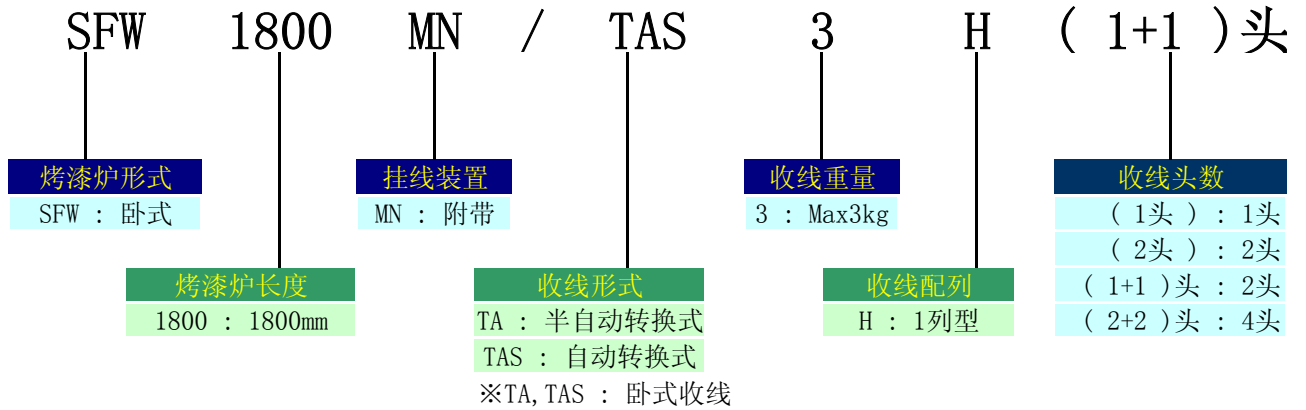 SFW 1800 MN / TAS 3 H ( 1+1 )头
烤漆炉形式 挂线装置 收线重量 收线头数
SFW : 卧式 MN : 附带 3 : Max3kg ( 1头 ) : 1头
( 2头 ) : 2头
烤漆炉长度 收线形式 收线配列 ( 1+1 )头 : 2头
1800 : 1800mm TA : 半自动转换式 H : 1列型 ( 2+2 )头 : 4头
TAS : 自动转换式
※TA,TAS : 卧式收线